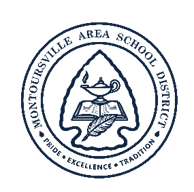 MONTOURSVILLE AREA SCHOOL DISTRICT
• PRIDE • EXCELLENCE • TRADITION •